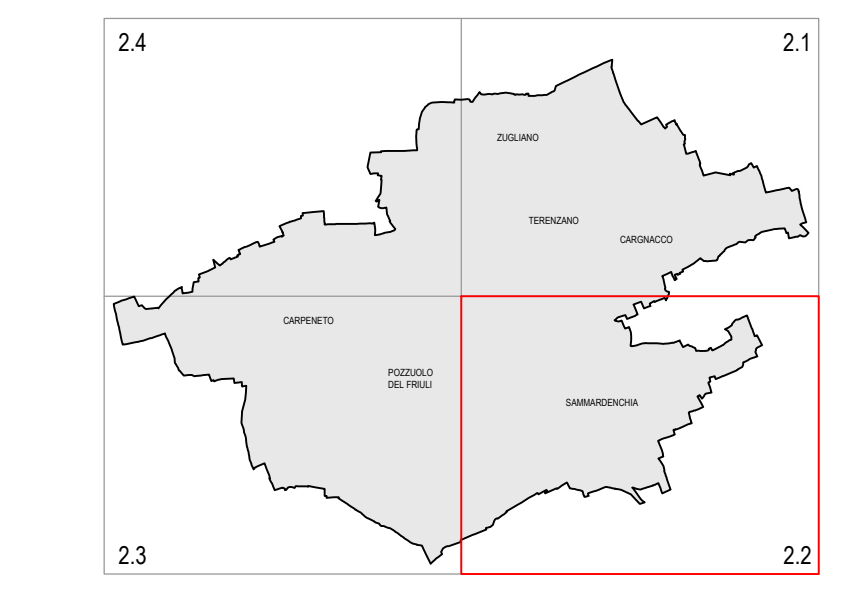 2.4
2.1
ZUGLIANO
TERENZANO
CARGNACCO
CARPENETO
POZZUOLO
DEL FRIULI
SAMMARDENCHIA
2.3
2.2